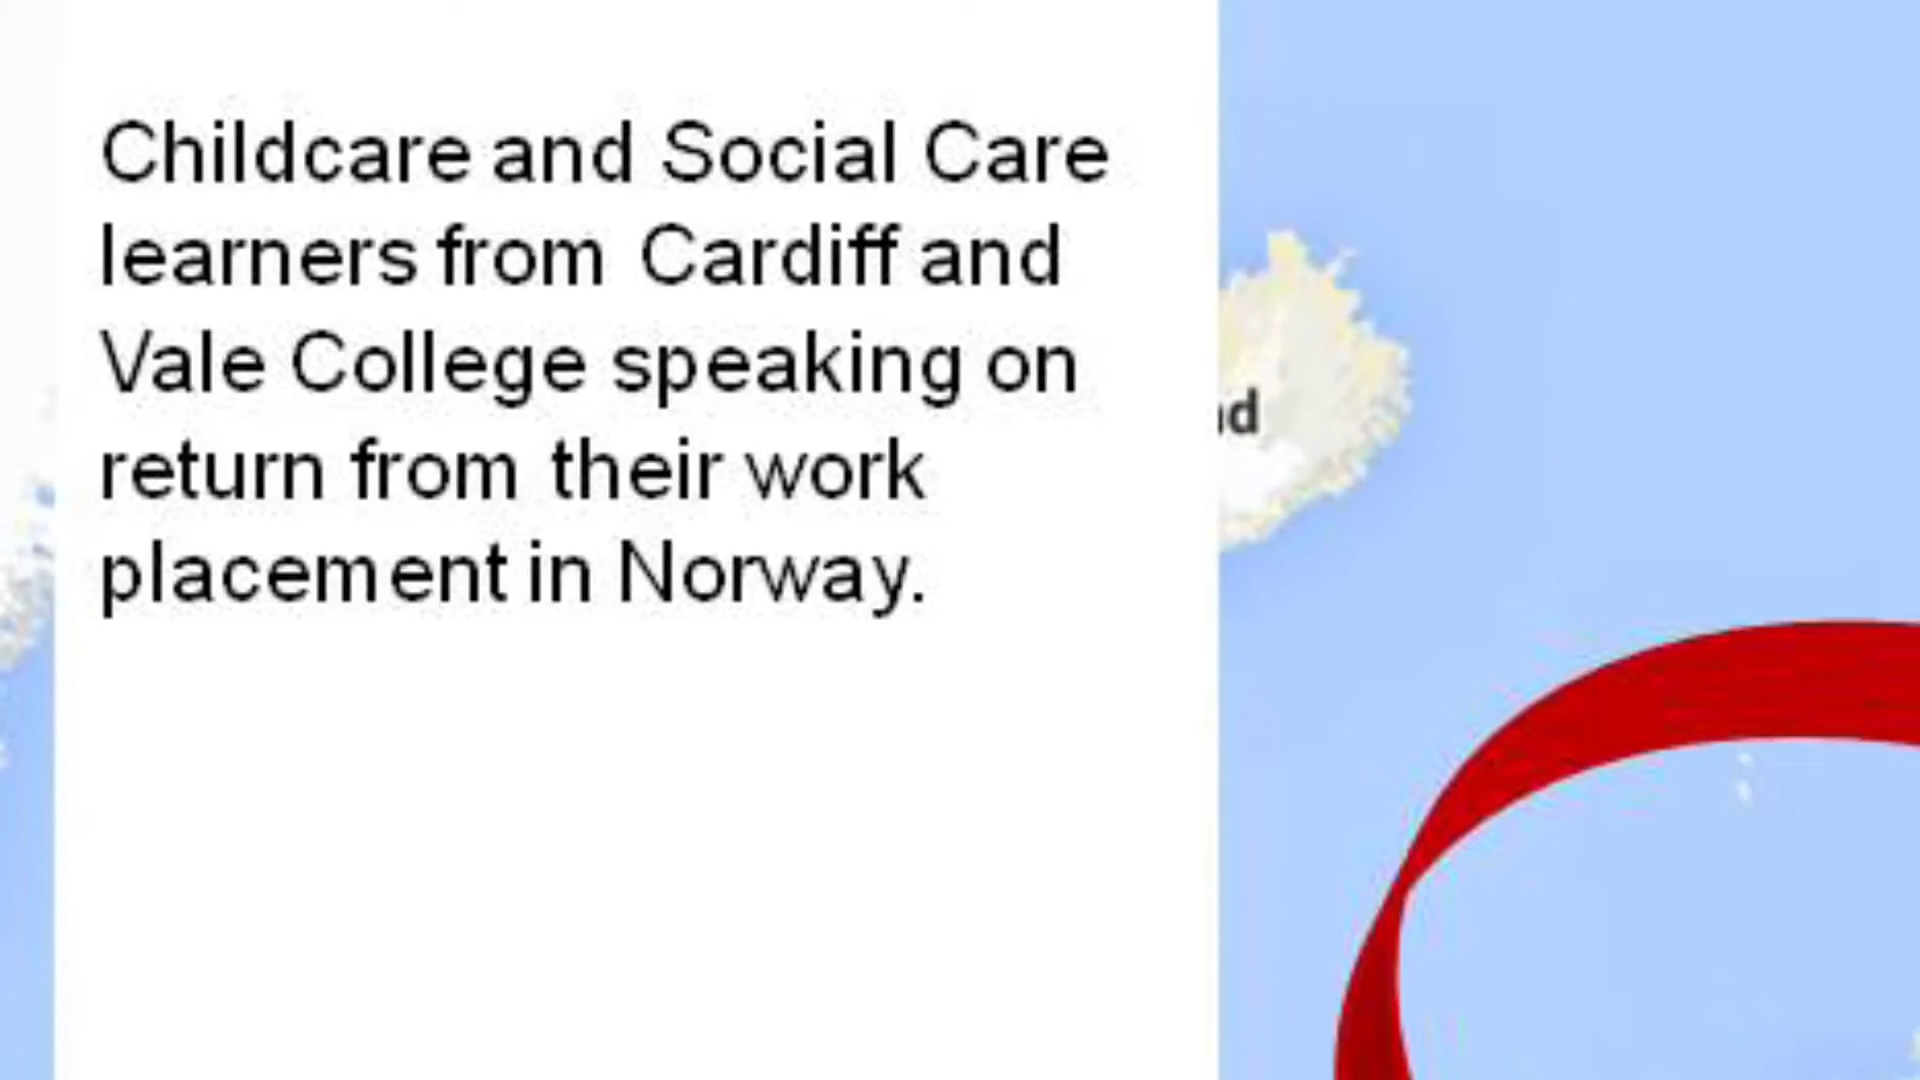 Childcare and Social Care
learners from Cardiff and
Vale College speaking on
return from their work
placement in Norway.